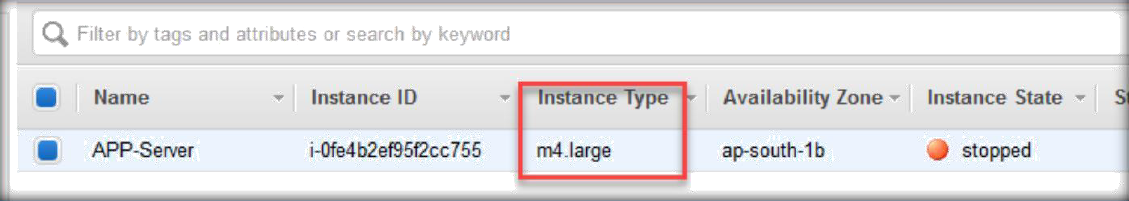 Filter by tags and attributes or search by keyword
Name Instance ID Instance Type Availability Zone Instance State
APP-Server i-0fe4b2ef95f2cc755 m4.large ap-south-1b stopped